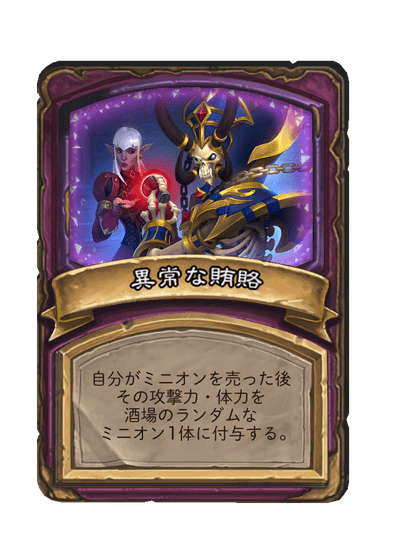 異常な賄賂
自分がミニオンを売った後
その攻撃力・体力を
酒場のランダムな
ミニオン1体に付与する。